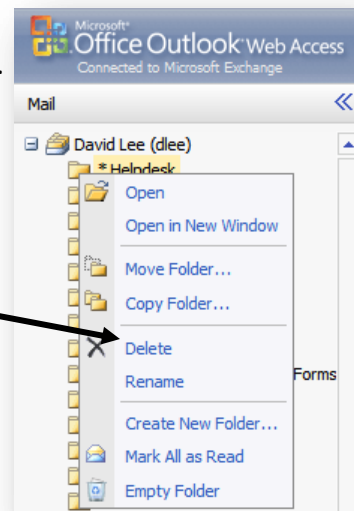 Microsoft®
Office Outlook® Web Access
Connected to Microsoft Exchange
Mail
David Lee (dlee)
* Helpdesk
Open
Open in New Window
Move Folder...
Copy Folder...
Delete
Rename
Forms
Create New Folder...
Mark All as Read
Empty Folder